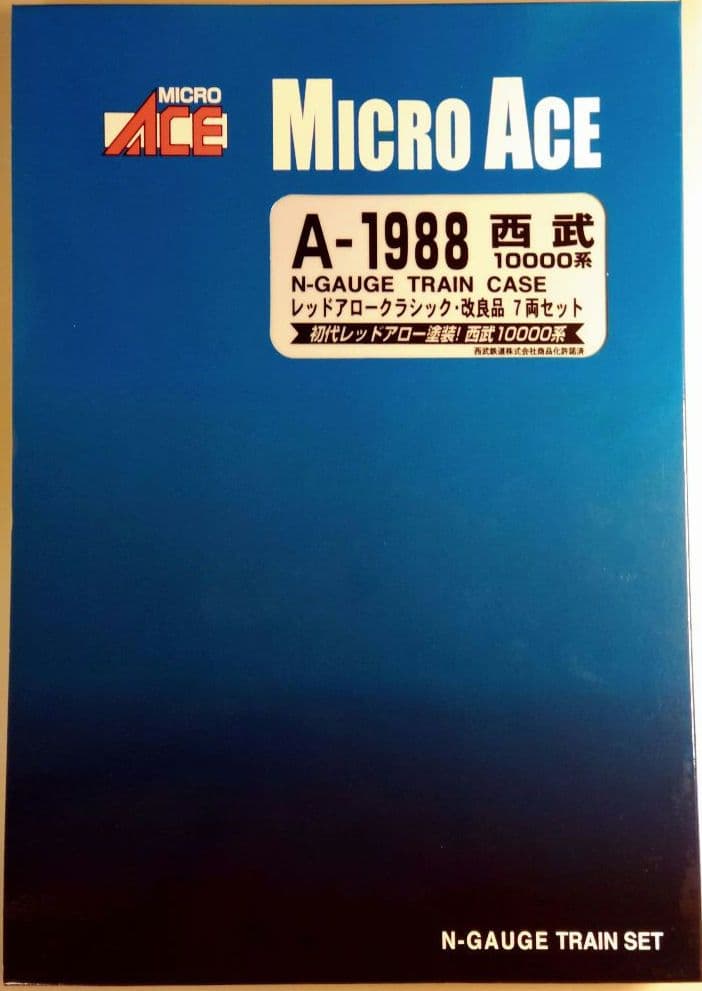 MICRO
ACE
MICRO ACE
A-1988 西武
10000系
N-GAUGE TRAIN CASE
レッドアロークラシック・改良品 7両セット
初代レッドアロー塗装!西武10000系
西武鉄道株式会社商品化許諾済
N-GAUGE TRAIN SET